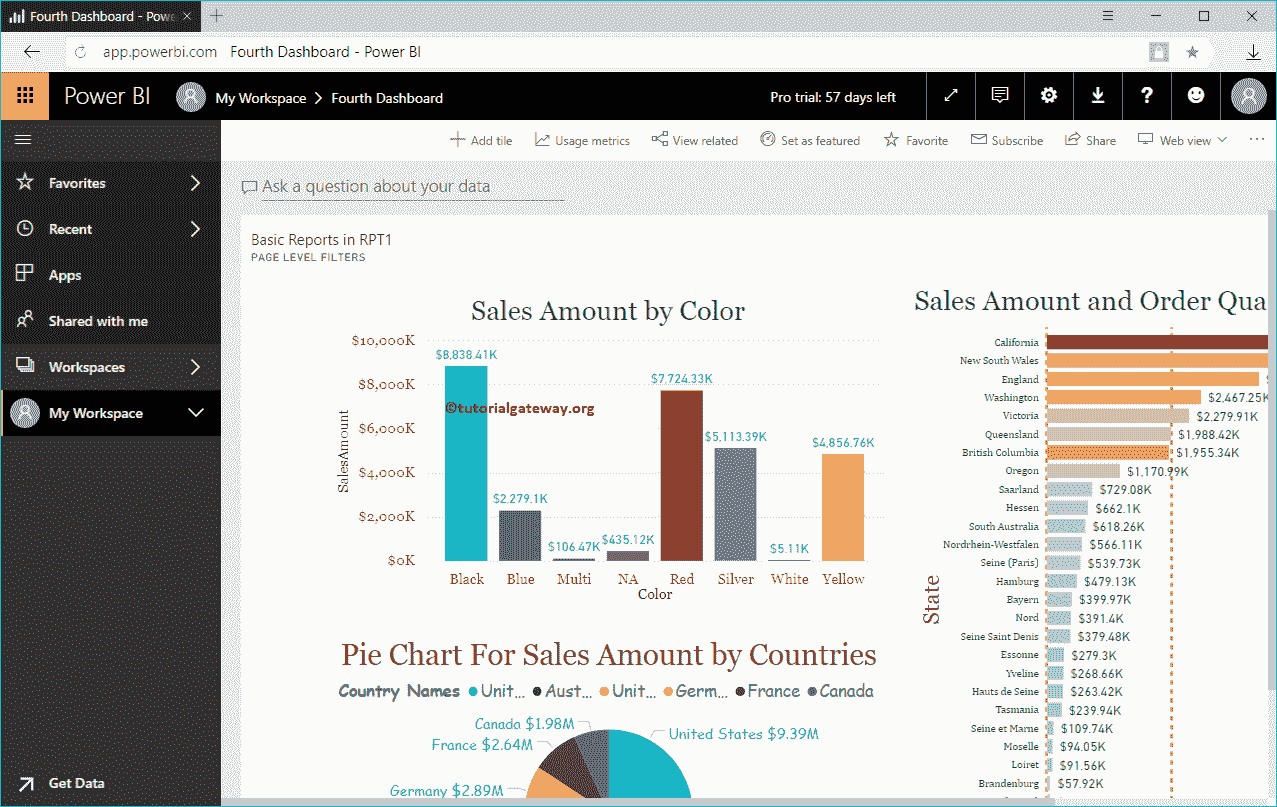 Fourth Dashboard - Powe
app.powerbi.com Fourth Dashboard - Power BI
Power BI My Workspace > Fourth Dashboard Pro trial: 57 days left ?
Add tile Usage metrics View related Set as featured Favorite Subscribe Share Web view ...
Favorites
Recent
Apps
Shared with me
Workspaces
My Workspace
Get Data
Ask a question about your data
Basic Reports in RPT1
PAGE LEVEL FILTERS
Sales Amount by Color
SalesAmount
$10,000K
$8,000K
$6,000K
$4,000K
$2,000K
$0K
$8,838.41K
$2,279.1K
$106.47K
$435.12K
$7,724.33K
$5,113.39K
$5.11K
$4,856.76K
©tutorialgateway.org
Black Blue Multi NA Red Silver White Yellow
Color
Pie Chart For Sales Amount by Countries
Country Names Unit... Aust... Unit... Germ... France Canada
Canada $1.98M
France $2.64M
Germany $2.89M
United States $9.39M
Sales Amount and Order Qua
State
California
New South Wales
England
Washington $2,467.25K
Victoria $2,279.91K
Queensland $1,988.42K
British Columbia $1,955.34K
Oregon $1,170.99K
Saarland $729.08K
Hessen $662.1K
South Australia $618.26K
Nordrhein-Westfalen $566.11K
Seine (Paris) $539.73K
Hamburg $479.13K
Bayern $399.97K
Nord $391.4K
Seine Saint Denis $379.48K
Essonne $279.3K
Yveline $268.66K
Hauts de Seine $263.42K
Tasmania $239.94K
Seine et Marne $109.74K
Moselle $94.05K
Loiret $91.56K
Brandenburg $57.92K